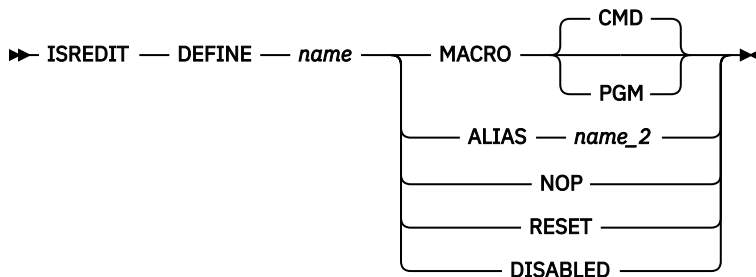 CMD
ISREDIT DEFINE name MACRO
PGM
ALIAS name_2
NOP
RESET
DISABLED